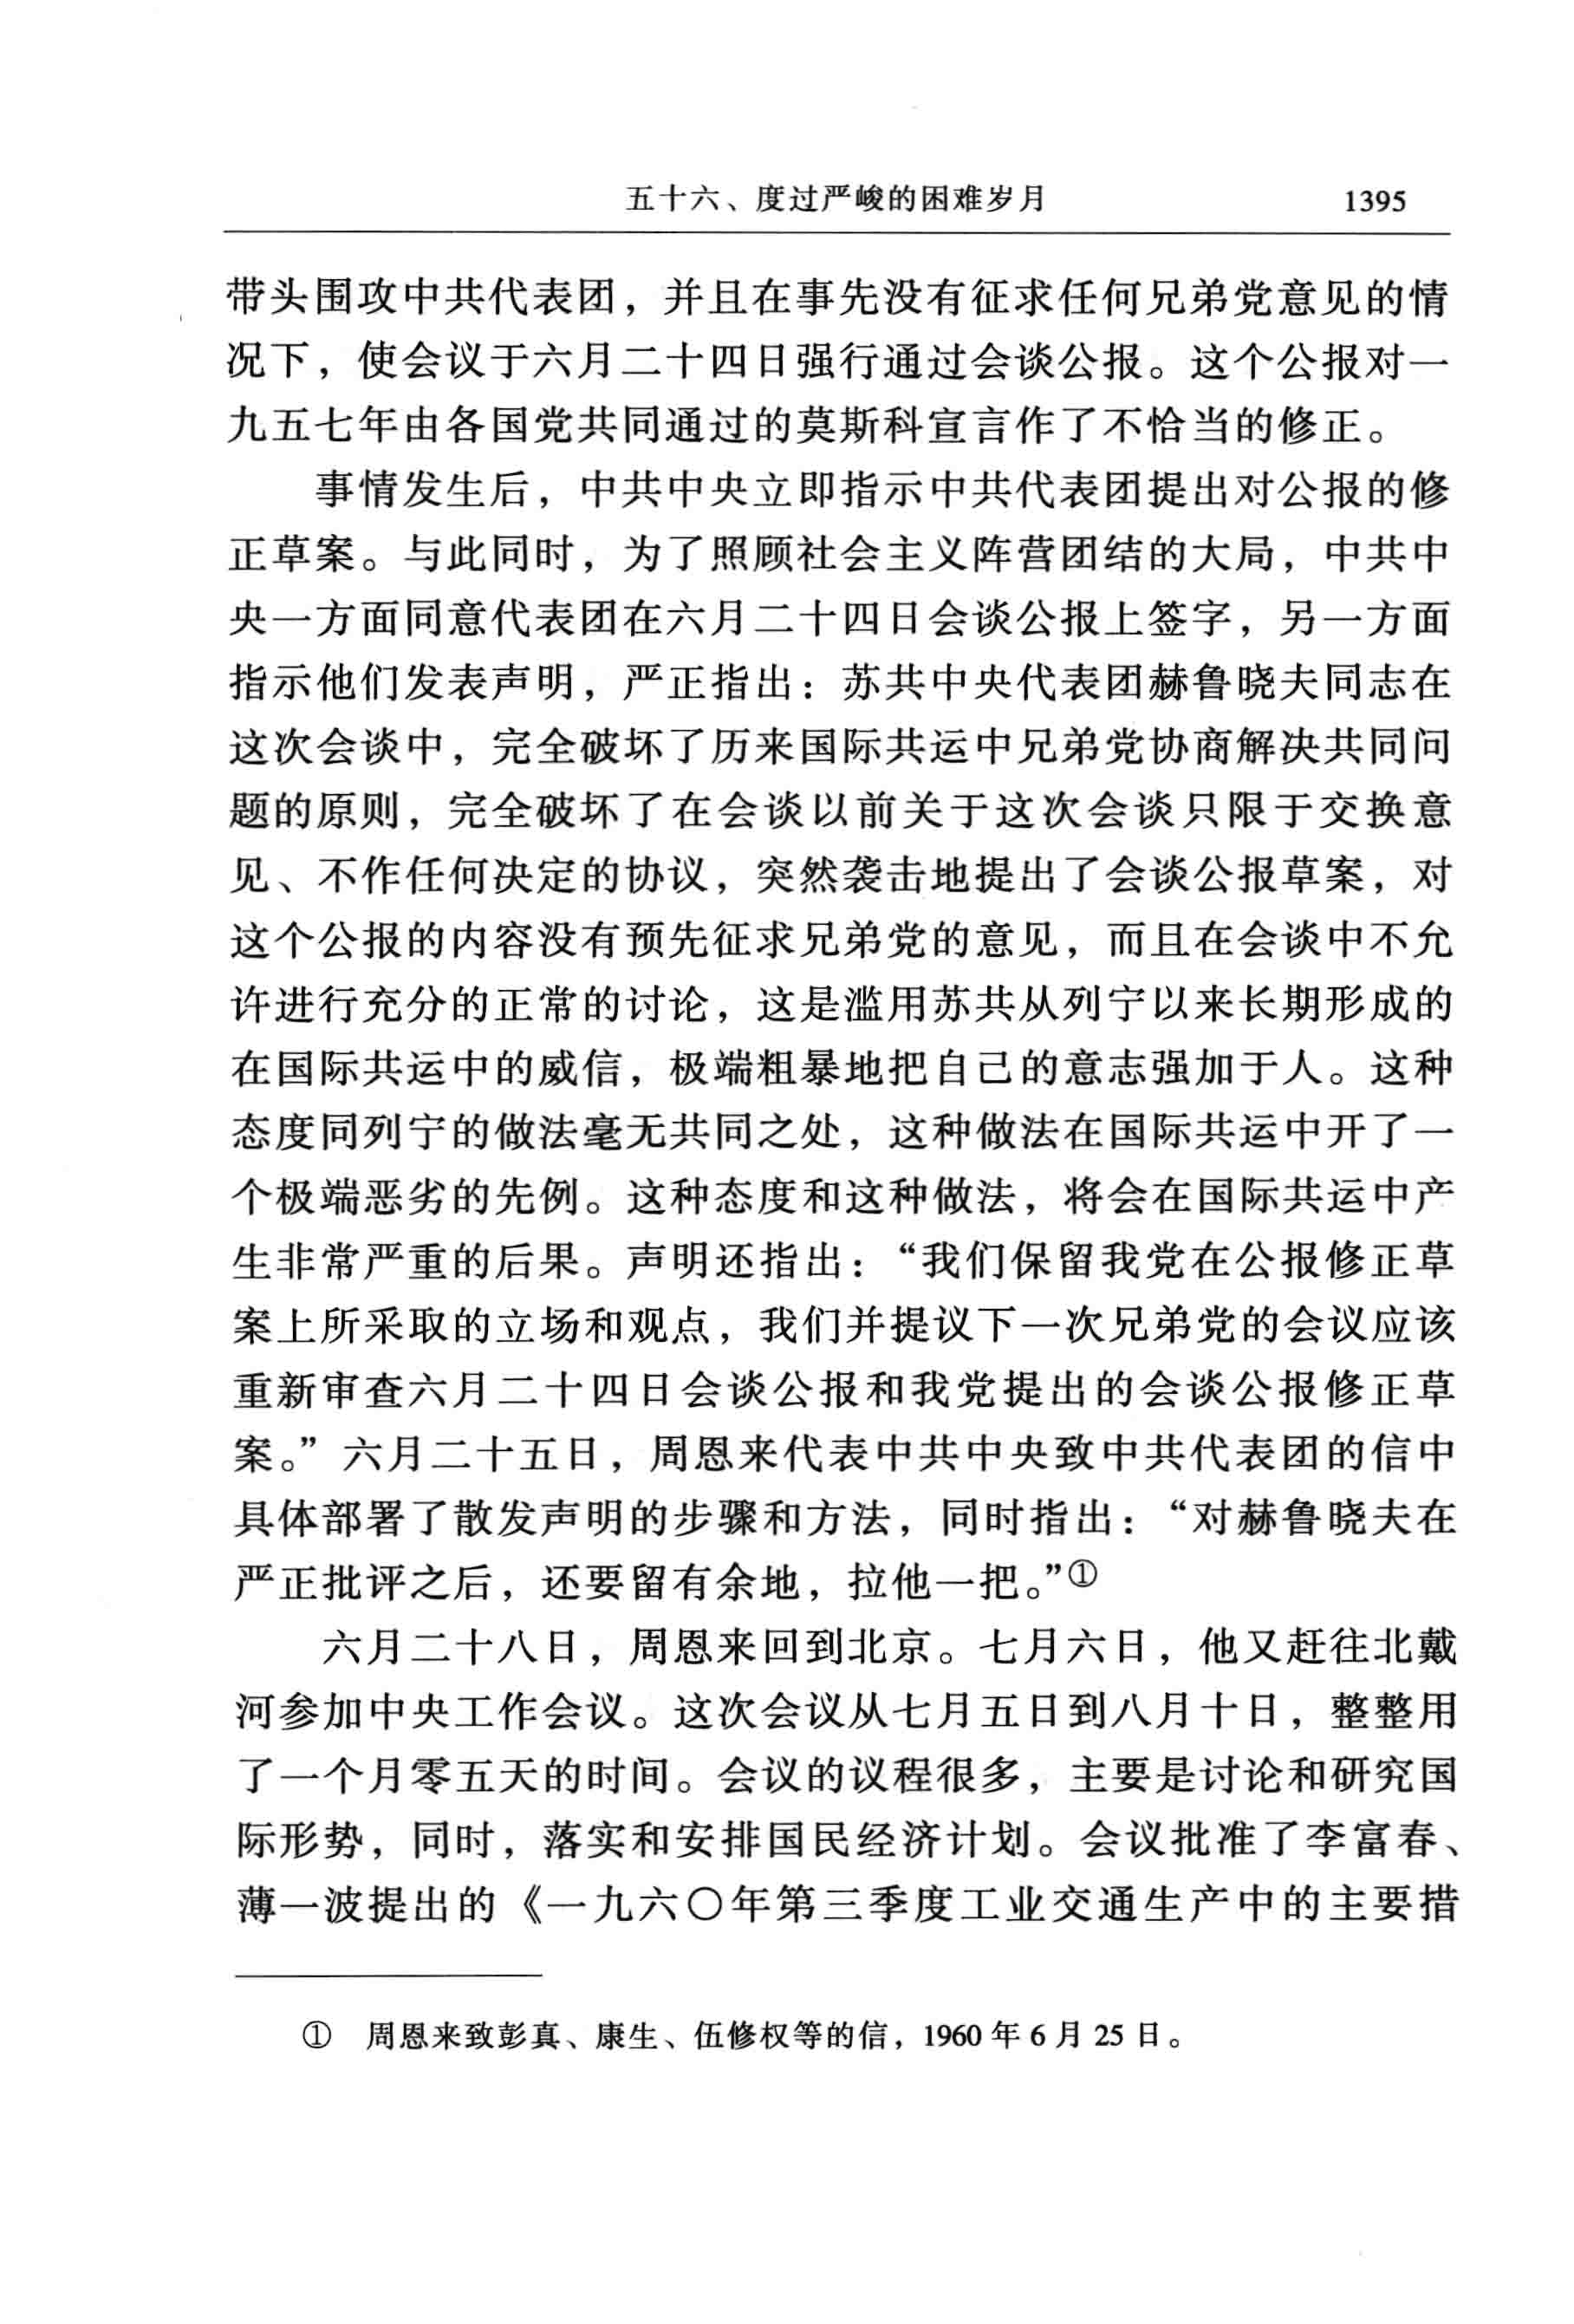 五十六、度过严峻的困难岁月 1395
带头围攻中共代表团，并且在事先没有征求任何兄弟党意见的情
况下，使会议于六月二十四日强行通过会谈公报。这个公报对一
九五七年由各国党共同通过的莫斯科宣言作了不恰当的修正。
事情发生后，中共中央立即指示中共代表团提出对公报的修
正草案。与此同时，为了照顾社会主义阵营团结的大局，中共中
央一方面同意代表团在六月二十四日会谈公报上签字，另一方面
指示他们发表声明，严正指出：苏共中央代表团赫鲁晓夫同志在
这次会谈中，完全破坏了历来国际共运中兄弟党协商解决共同问
题的原则，完全破坏了在会谈以前关于这次会谈只限于交换意
见、不作任何决定的协议，突然袭击地提出了会谈公报草案，对
这个公报的内容没有预先征求兄弟党的意见，而且在会谈中不允
许进行充分的正常的讨论，这是滥用苏共从列宁以来长期形成的
在国际共运中的威信，极端粗暴地把自己的意志强加于人。这种
态度同列宁的做法毫无共同之处，这种做法在国际共运中开了一
个极端恶劣的先例。这种态度和这种做法，将会在国际共运中产
生非常严重的后果。声明还指出：“我们保留我党在公报修正草
案上所采取的立场和观点，我们并提议下一次兄弟党的会议应该
重新审查六月二十四日会谈公报和我党提出的会谈公报修正草
案。”六月二十五日，周恩来代表中共中央致中共代表团的信中
具体部署了散发声明的步骤和方法，同时指出：“对赫鲁晓夫在
严正批评之后，还要留有余地，拉他一把。”①
六月二十八日，周恩来回到北京。七月六日，他又赶往北戴
河参加中央工作会议。这次会议从七月五日到八月十日，整整用
了一个月零五天的时间。会议的议程很多，主要是讨论和研究国
际形势，同时，落实和安排国民经济计划。会议批准了李富春、
薄一波提出的《一九六〇年第三季度工业交通生产中的主要措
① 周恩来致彭真、康生、伍修权等的信，1960 年 6 月 25 日。